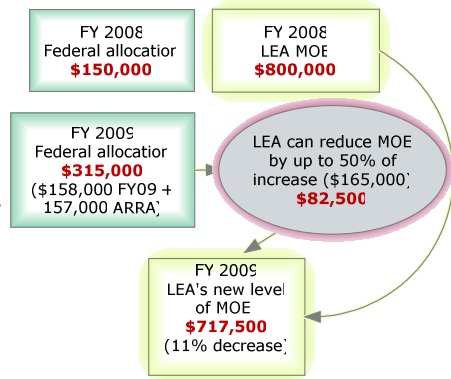 FY 2008
Federal allocation
$150,000
FY 2008
LEA MOE
$800,000
FY 2009
Federal allocation
$315,000
($158,000 FY09 +
157,000 ARRA)
LEA can reduce MOE
by up to 50% of
increase ($165,000)
$82,500
FY 2009
LEA's new level
of MOE
$717,500
(11% decrease)